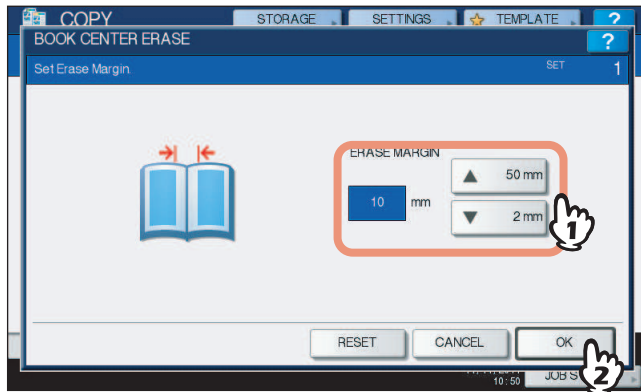 COPY STORAGE SETTINGS TEMPLATE ?
BOOK CENTER ERASE ?
Set Erase Margin. SET 1
ERASE MARGIN
▲ 50 mm
10 mm
▼ 2 mm
1
RESET CANCEL OK
2
10:50 JOB S